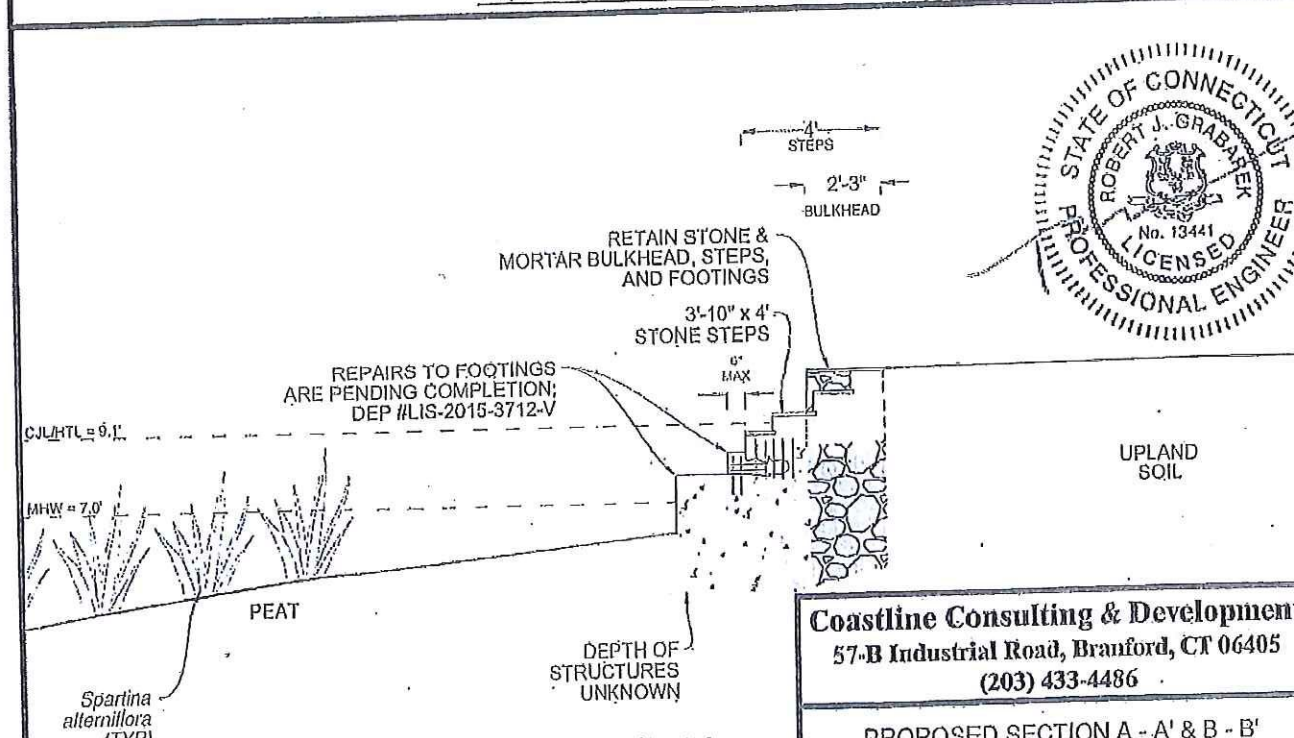 4'
STEPS
2'-3"
BULKHEAD
STATE OF CONNECTICUT
ROBERT J. GRABAREK
No. 13441
LICENSED
PROFESSIONAL ENGINEER
RETAIN STONE &
MORTAR BULKHEAD, STEPS,
AND FOOTINGS
3'-10" x 4'
STONE STEPS
6"
MAX
REPAIRS TO FOOTINGS
ARE PENDING COMPLETION;
DEP #LIS-2015-3712-V
CJL/HTL = 9.1'
MHW = 7.0'
UPLAND
SOIL
PEAT
DEPTH OF
STRUCTURES
UNKNOWN
Spartina
alterniflora
(TYP)
Coastline Consulting & Development
57-B Industrial Road, Branford, CT 06405
(203) 433-4486
PROPOSED SECTION A - A' & B - B'